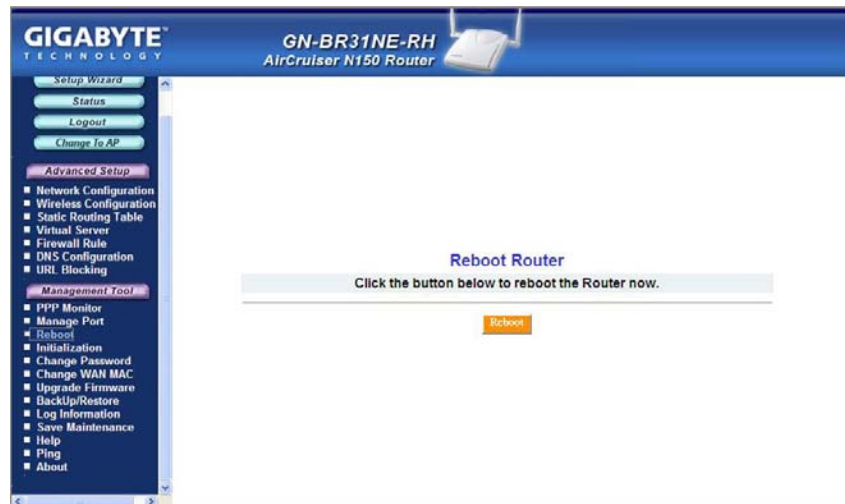 GIGABYTE™
TECHNOLOGY
GN-BR31NE-RH
AirCruiser N150 Router
Setup Wizard
Status
Logout
Change To AP
Advanced Setup
Network Configuration
Wireless Configuration
Static Routing Table
Virtual Server
Firewall Rule
DNS Configuration
URL Blocking
Management Tool
PPP Monitor
Manage Port
Reboot
Initialization
Change Password
Change WAN MAC
Upgrade Firmware
BackUp/Restore
Log Information
Save Maintenance
Help
Ping
About
Reboot Router
Click the button below to reboot the Router now.
Reboot